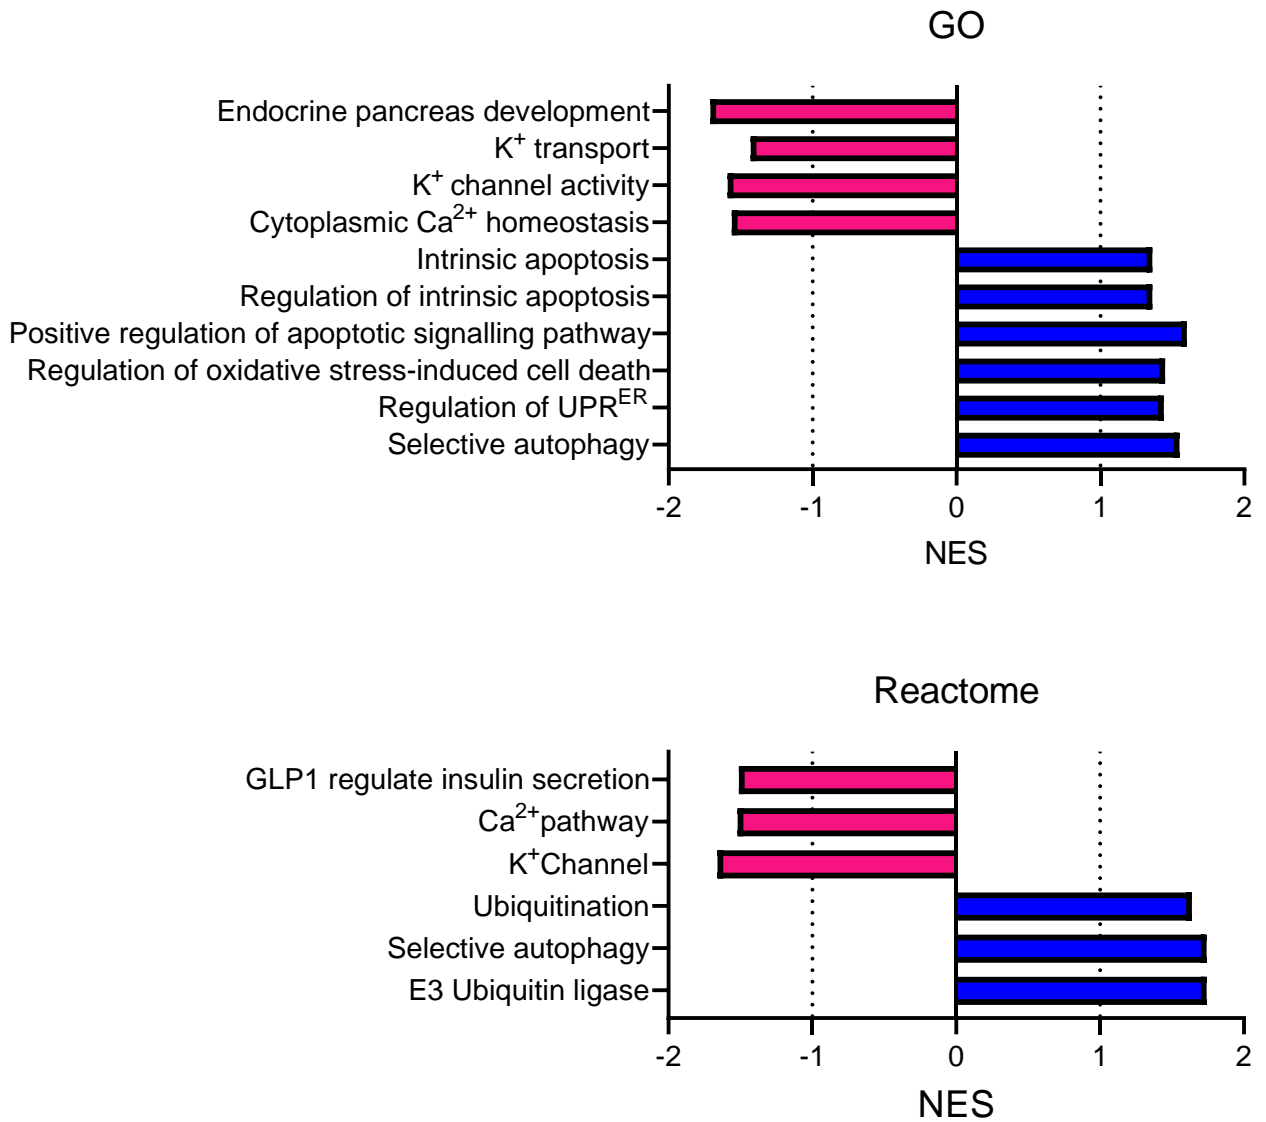 GO
Endocrine pancreas development
K⁺ transport
K⁺ channel activity
Cytoplasmic Ca²⁺ homeostasis
Intrinsic apoptosis
Regulation of intrinsic apoptosis
Positive regulation of apoptotic signalling pathway
Regulation of oxidative stress-induced cell death
Regulation of UPRᴱᴿ
Selective autophagy
-2 -1 0 1 2
NES
Reactome
GLP1 regulate insulin secretion
Ca²⁺pathway
K⁺Channel
Ubiquitination
Selective autophagy
E3 Ubiquitin ligase
-2 -1 0 1 2
NES